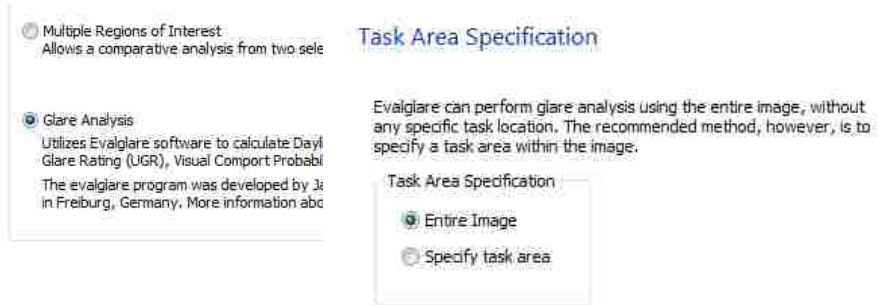 Multiple Regions of Interest
Allows a comparative analysis from two sele
Glare Analysis
Utilizes Evalglare software to calculate Dayli
Glare Rating (UGR), Visual Comport Probabil
The evalglare program was developed by Ja
in Freiburg, Germany. More information abo
Task Area Specification
Evalglare can perform glare analysis using the entire image, without
any specific task location. The recommended method, however, is to
specify a task area within the image.
Task Area Specification
Entire Image
Specify task area